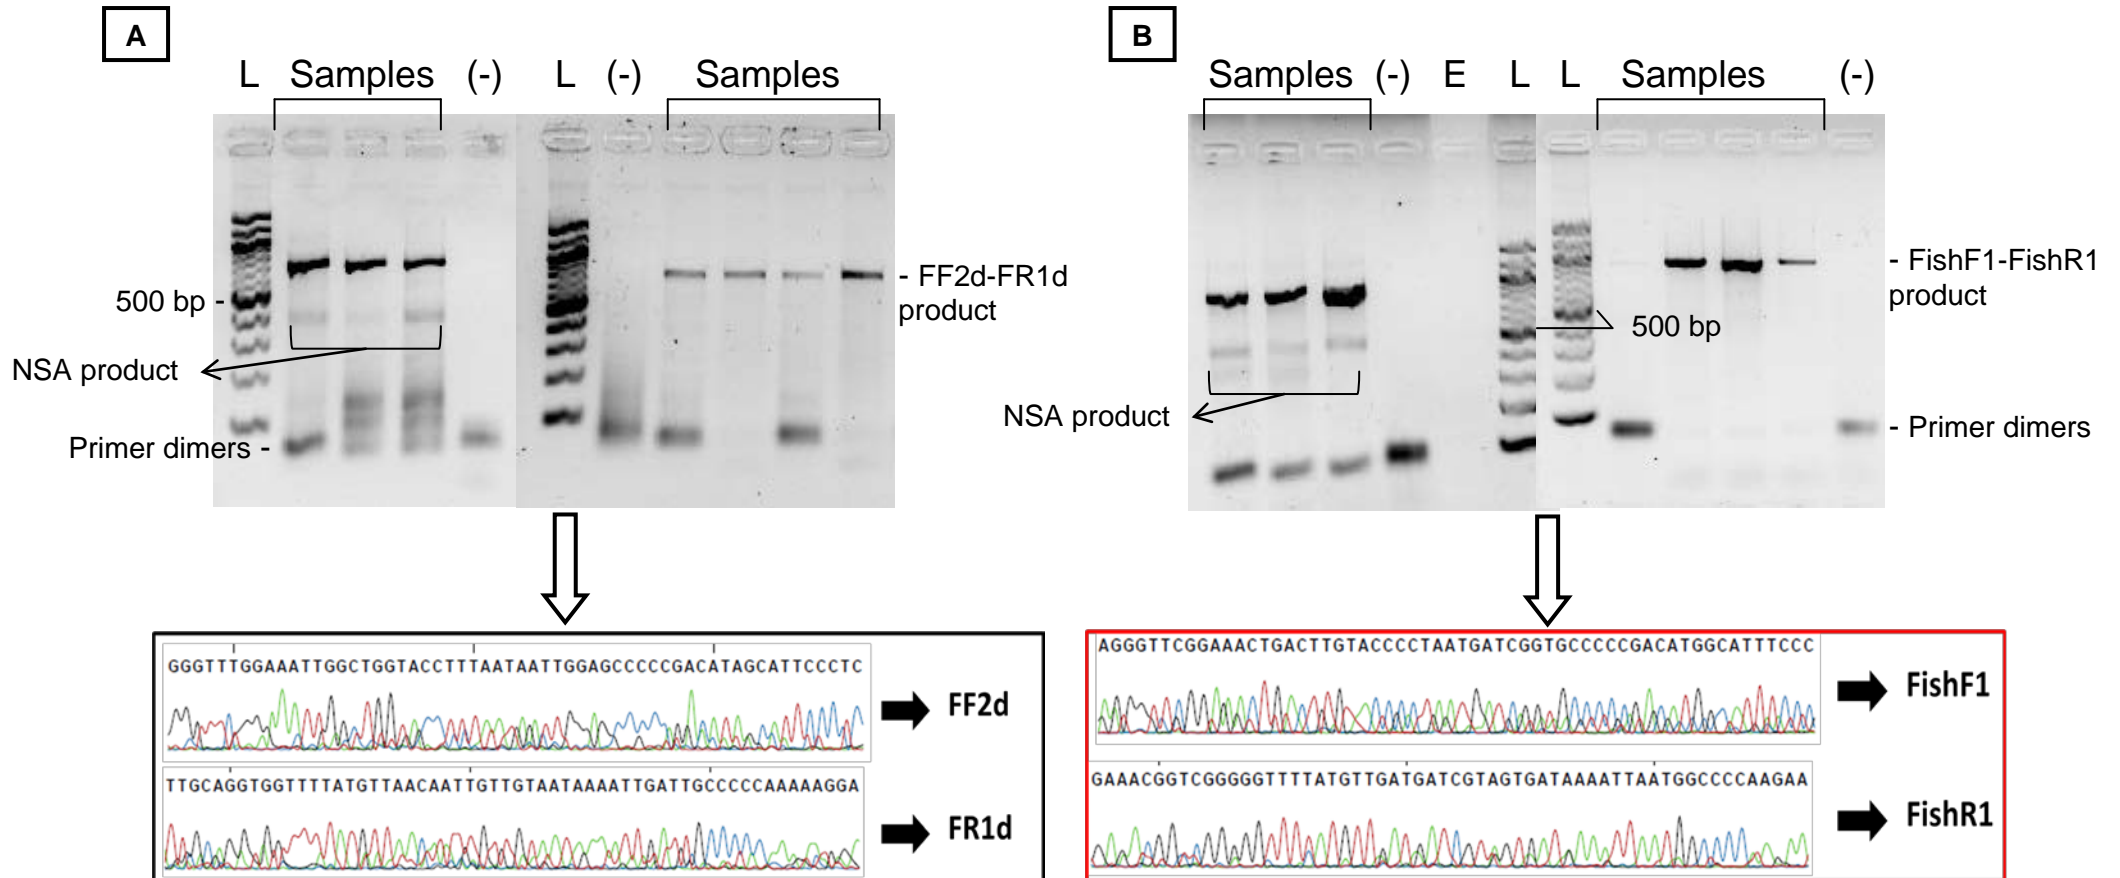 A
B
L Samples (-) L (-) Samples
Samples (-) E L L Samples (-)
500 bp -
NSA product
Primer dimers -
- FF2d-FR1d
product
NSA product
500 bp
- FishF1-FishR1
product
- Primer dimers
GGGTTTGGAAATTGGCTGGTACCTTTAATAATTGGAGCCCCCGACATAGCATTCCCTC
FF2d
TTGCAGGTGGTTTTATGTTAACAATTGTTGTAATAAAATTGATTGCCCCCAAAAAGGA
FR1d
AGGGTTCGGAAACTGACTTGTACCCCTAATGATCGGTGCCCCCGACATGGCATTTCCC
FishF1
GAAACGGTCGGGGGTTTTATGTTGATGATCGTAGTGATAAAATTAATGGCCCCAAGAA
FishR1